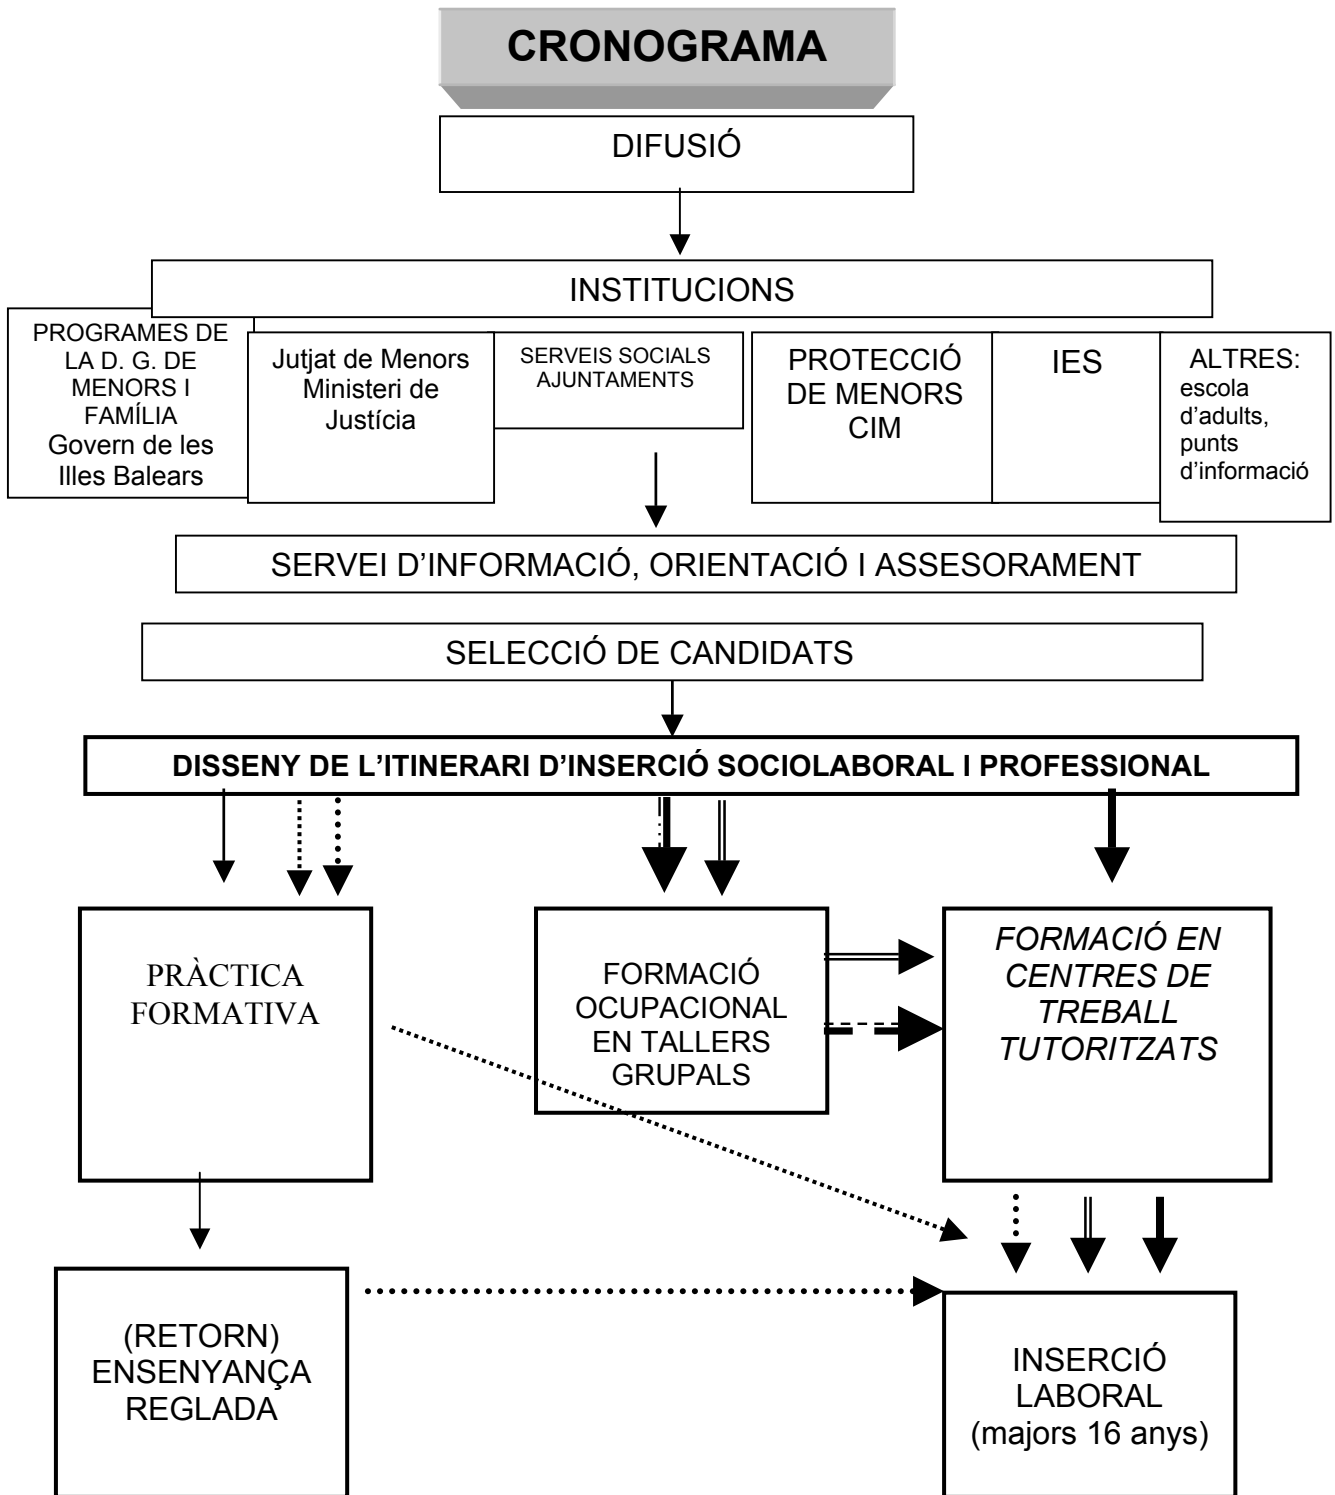 CRONOGRAMA
DIFUSIÓ
INSTITUCIONS
PROGRAMES DE
LA D. G. DE
MENORS I
FAMÍLIA
Govern de les
Illes Balears
Jutjat de Menors
Ministeri de
Justícia
SERVEIS SOCIALS
AJUNTAMENTS
PROTECCIÓ
DE MENORS
CIM
IES
ALTRES:
escola
d’adults,
punts
d’informació
SERVEI D’INFORMACIÓ, ORIENTACIÓ I ASSESORAMENT
SELECCIÓ DE CANDIDATS
DISSENY DE L’ITINERARI D’INSERCIÓ SOCIOLABORAL I PROFESSIONAL
PRÀCTICA
FORMATIVA
FORMACIÓ
OCUPACIONAL
EN TALLERS
GRUPALS
FORMACIÓ EN
CENTRES DE
TREBALL
TUTORITZATS
(RETORN)
ENSENYANÇA
REGLADA
INSERCIÓ
LABORAL
(majors 16 anys)